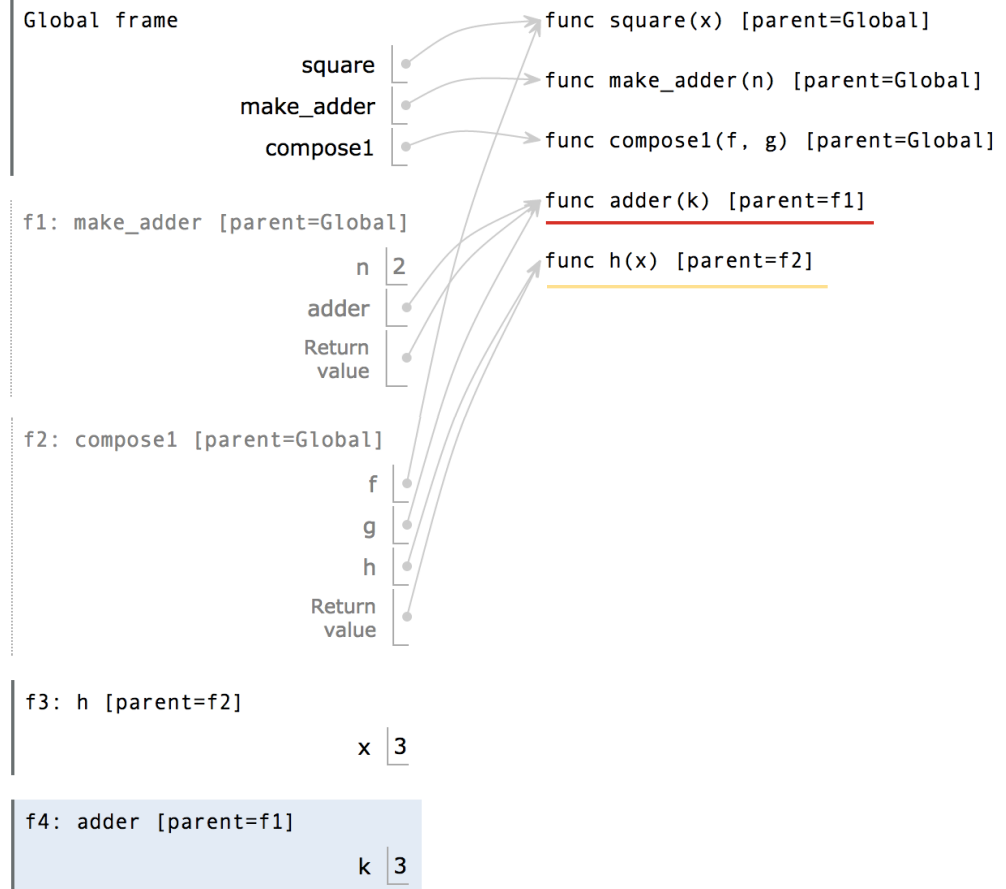 Global frame
square
make_adder
compose1
func square(x) [parent=Global]
func make_adder(n) [parent=Global]
func compose1(f, g) [parent=Global]
func adder(k) [parent=f1]
func h(x) [parent=f2]
f1: make_adder [parent=Global]
n 2
adder
Return
value
f2: compose1 [parent=Global]
f
g
h
Return
value
f3: h [parent=f2]
x 3
f4: adder [parent=f1]
k 3